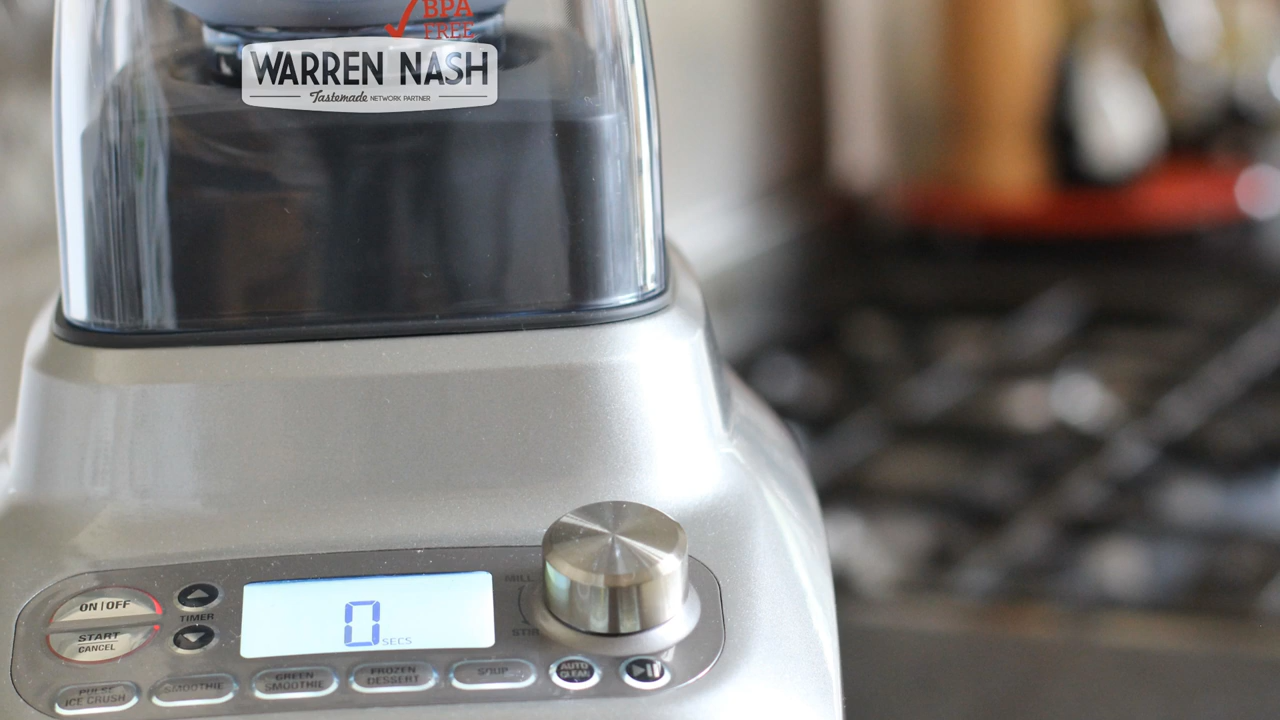 BPA
FREE
WARREN NASH
Tastemade NETWORK PARTNER
ON|OFF
TIMER
START
CANCEL
0 SECS
MILL
PULSE
ICE CRUSH
SMOOTHIE
GREEN
SMOOTHIE
FROZEN
DESSERT
SOUP
AUTO
CLEAN